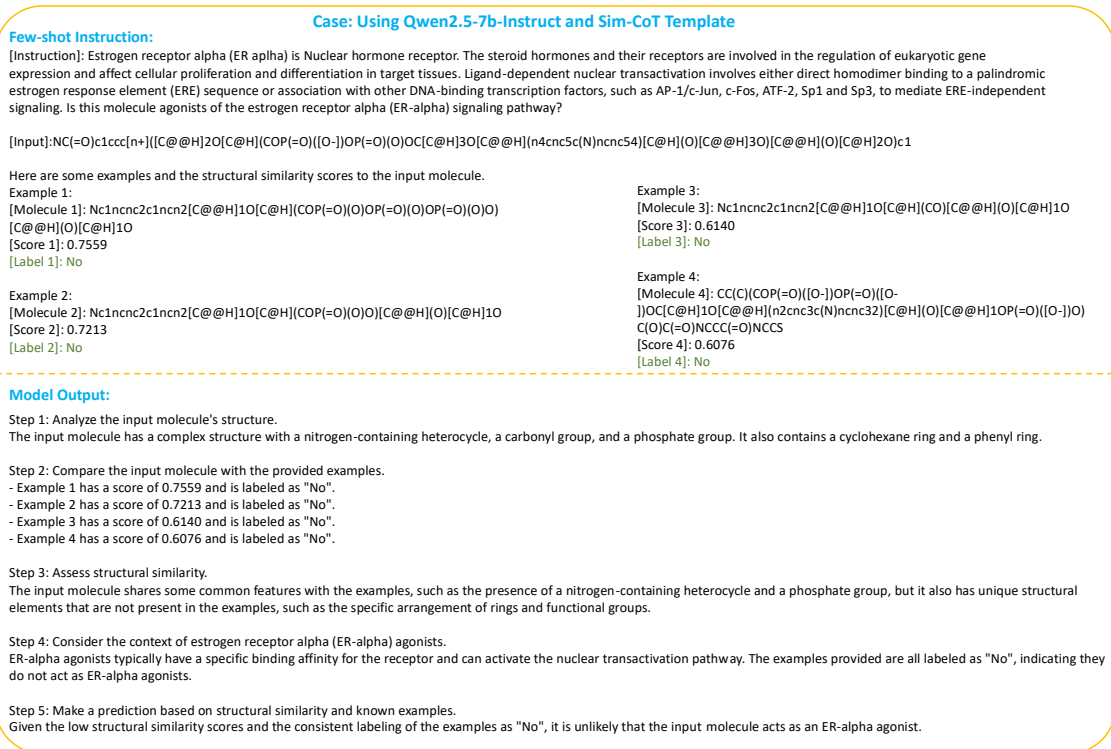 Case: Using Qwen2.5-7b-Instruct and Sim-CoT Template
Few-shot Instruction:
[Instruction]: Estrogen receptor alpha (ER aplha) is Nuclear hormone receptor. The steroid hormones and their receptors are involved in the regulation of eukaryotic gene
expression and affect cellular proliferation and differentiation in target tissues. Ligand-dependent nuclear transactivation involves either direct homodimer binding to a palindromic
estrogen response element (ERE) sequence or association with other DNA-binding transcription factors, such as AP-1/c-Jun, c-Fos, ATF-2, Sp1 and Sp3, to mediate ERE-independent
signaling. Is this molecule agonists of the estrogen receptor alpha (ER-alpha) signaling pathway?
[Input]:NC(=O)c1ccc[n+]([C@@H]2O[C@H](COP(=O)([O-])OP(=O)(O)OC[C@H]3O[C@@H](n4cnc5c(N)ncnc54)[C@H](O)[C@@H]3O)[C@@H](O)[C@H]2O)c1
Here are some examples and the structural similarity scores to the input molecule.
Example 1:
[Molecule 1]: Nc1ncnc2c1ncn2[C@@H]1O[C@H](COP(=O)(O)OP(=O)(O)OP(=O)(O)O)
[C@@H](O)[C@H]1O
[Score 1]: 0.7559
[Label 1]: No
Example 2:
[Molecule 2]: Nc1ncnc2c1ncn2[C@@H]1O[C@H](COP(=O)(O)O)[C@@H](O)[C@H]1O
[Score 2]: 0.7213
[Label 2]: No
Example 3:
[Molecule 3]: Nc1ncnc2c1ncn2[C@@H]1O[C@H](CO)[C@@H](O)[C@H]1O
[Score 3]: 0.6140
[Label 3]: No
Example 4:
[Molecule 4]: CC(C)(COP(=O)([O-])OP(=O)([O-
])OC[C@H]1O[C@@H](n2cnc3c(N)ncnc32)[C@H](O)[C@@H]1OP(=O)([O-])O)
C(O)C(=O)NCCC(=O)NCCS
[Score 4]: 0.6076
[Label 4]: No
Model Output:
Step 1: Analyze the input molecule's structure.
The input molecule has a complex structure with a nitrogen-containing heterocycle, a carbonyl group, and a phosphate group. It also contains a cyclohexane ring and a phenyl ring.
Step 2: Compare the input molecule with the provided examples.
- Example 1 has a score of 0.7559 and is labeled as "No".
- Example 2 has a score of 0.7213 and is labeled as "No".
- Example 3 has a score of 0.6140 and is labeled as "No".
- Example 4 has a score of 0.6076 and is labeled as "No".
Step 3: Assess structural similarity.
The input molecule shares some common features with the examples, such as the presence of a nitrogen-containing heterocycle and a phosphate group, but it also has unique structural
elements that are not present in the examples, such as the specific arrangement of rings and functional groups.
Step 4: Consider the context of estrogen receptor alpha (ER-alpha) agonists.
ER-alpha agonists typically have a specific binding affinity for the receptor and can activate the nuclear transactivation pathway. The examples provided are all labeled as "No", indicating they
do not act as ER-alpha agonists.
Step 5: Make a prediction based on structural similarity and known examples.
Given the low structural similarity scores and the consistent labeling of the examples as "No", it is unlikely that the input molecule acts as an ER-alpha agonist.